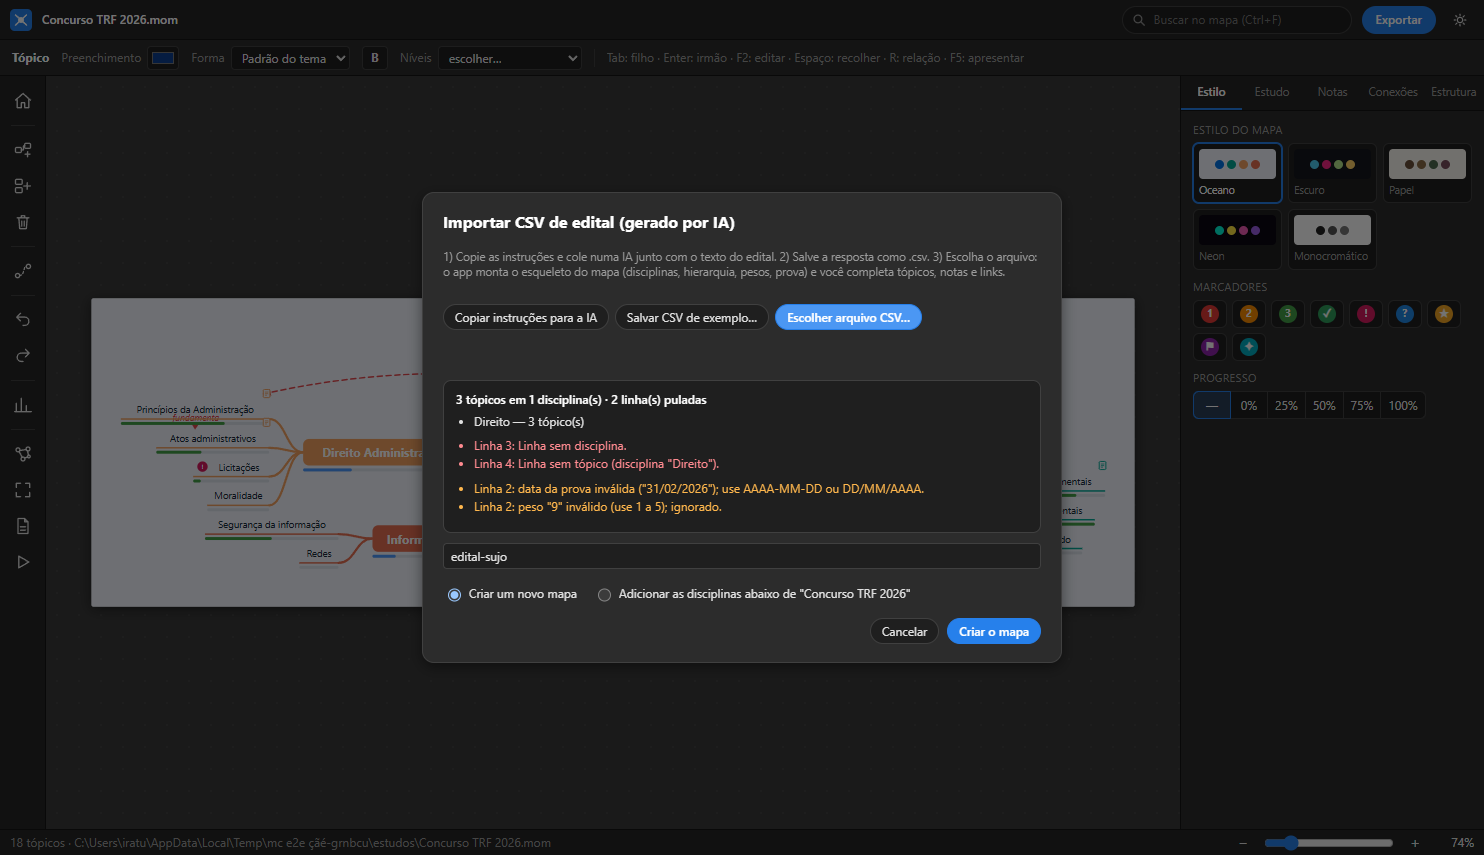 Concurso TRF 2026.mom
Buscar no mapa (Ctrl+F)
Exportar
Tópico
Preenchimento
Forma
Padrão do tema
B
Níveis
escolher...
Tab: filho · Enter: irmão · F2: editar · Espaço: recolher · R: relação · F5: apresentar
Estilo
Estudo
Notas
Conexões
Estrutura
ESTILO DO MAPA
Oceano
Escuro
Papel
Neon
Monocromático
MARCADORES
1
2
3
✓
!
?
★
PROGRESSO
—
0%
25%
50%
75%
100%
Importar CSV de edital (gerado por IA)
1) Copie as instruções e cole numa IA junto com o texto do edital. 2) Salve a resposta como .csv. 3) Escolha o arquivo:
o app monta o esqueleto do mapa (disciplinas, hierarquia, pesos, prova) e você completa tópicos, notas e links.
Copiar instruções para a IA
Salvar CSV de exemplo...
Escolher arquivo CSV...
3 tópicos em 1 disciplina(s) · 2 linha(s) puladas
• Direito — 3 tópico(s)
• Linha 3: Linha sem disciplina.
• Linha 4: Linha sem tópico (disciplina "Direito").
• Linha 2: data da prova inválida ("31/02/2026"); use AAAA-MM-DD ou DD/MM/AAAA.
• Linha 2: peso "9" inválido (use 1 a 5); ignorado.
edital-sujo
Criar um novo mapa
Adicionar as disciplinas abaixo de "Concurso TRF 2026"
Cancelar
Criar o mapa
Princípios da Administração
fundamenta
Atos administrativos
Direito Administra
!
Licitações
Moralidade
Segurança da informação
Inform
Redes
nentais
ntais
do
18 tópicos · C:\Users\iratu\AppData\Local\Temp\mc e2e çãé-grnbcu\estudos\Concurso TRF 2026.mom
−
+
74%